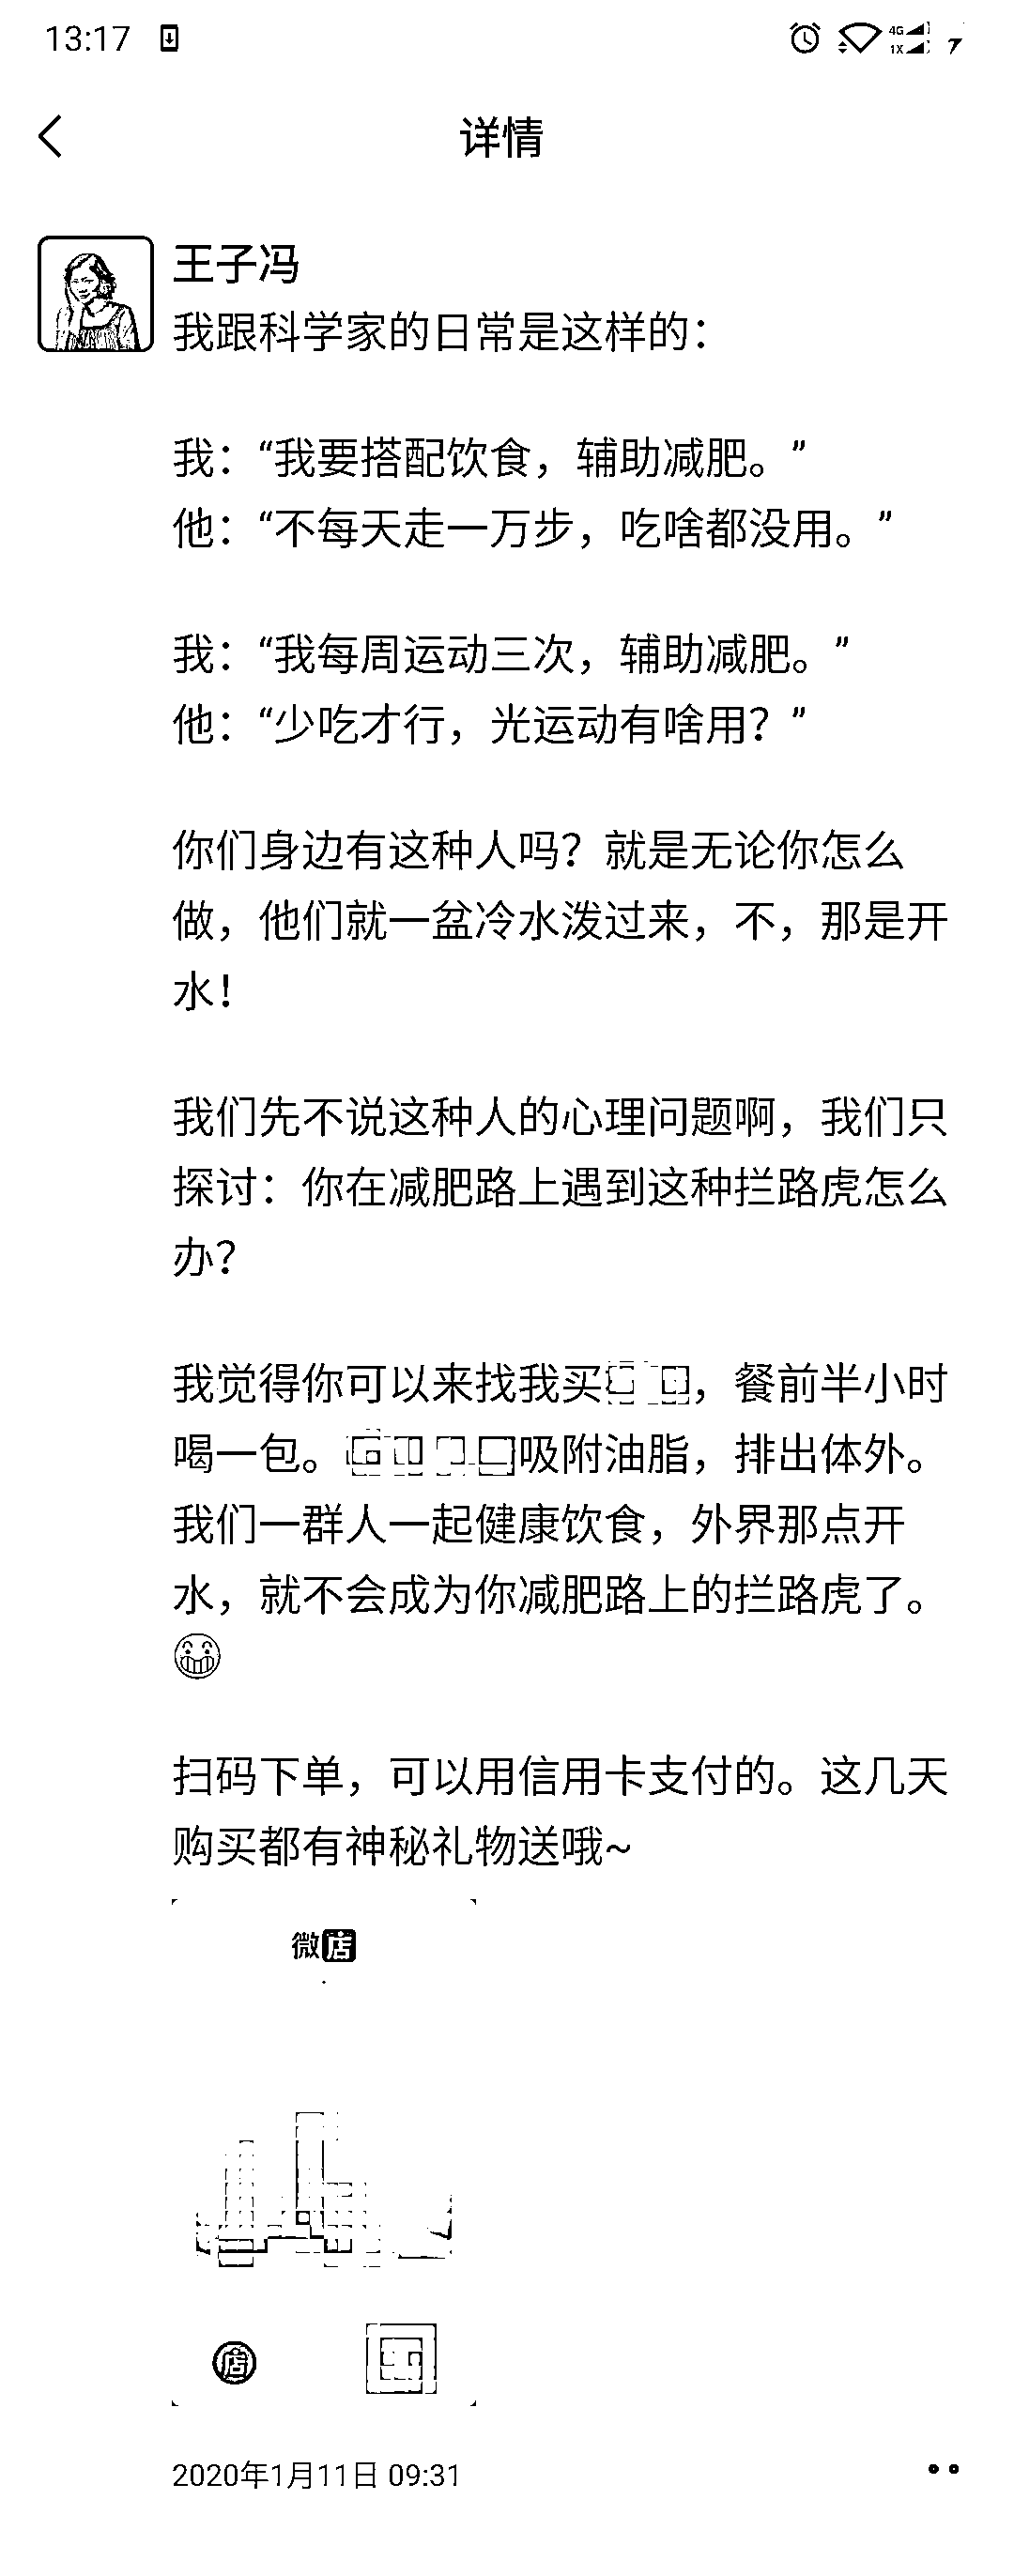 13:17
4G
1X
详情
王子冯
我跟科学家的日常是这样的：
我：“我要搭配饮食，辅助减肥。”
他：“不每天走一万步，吃啥都没用。”
我：“我每周运动三次，辅助减肥。”
他：“少吃才行，光运动有啥用？”
你们身边有这种人吗？就是无论你怎么
做，他们就一盆冷水泼过来，不，那是开
水！
我们先不说这种人的心理问题啊，我们只
探讨：你在减肥路上遇到这种拦路虎怎么
办？
我觉得你可以来找我买，餐前半小时
喝一包。吸附油脂，排出体外。
我们一群人一起健康饮食，外界那点开
水，就不会成为你减肥路上的拦路虎了。
扫码下单，可以用信用卡支付的。这几天
购买都有神秘礼物送哦~
微店
店
2020年1月11日 09:31